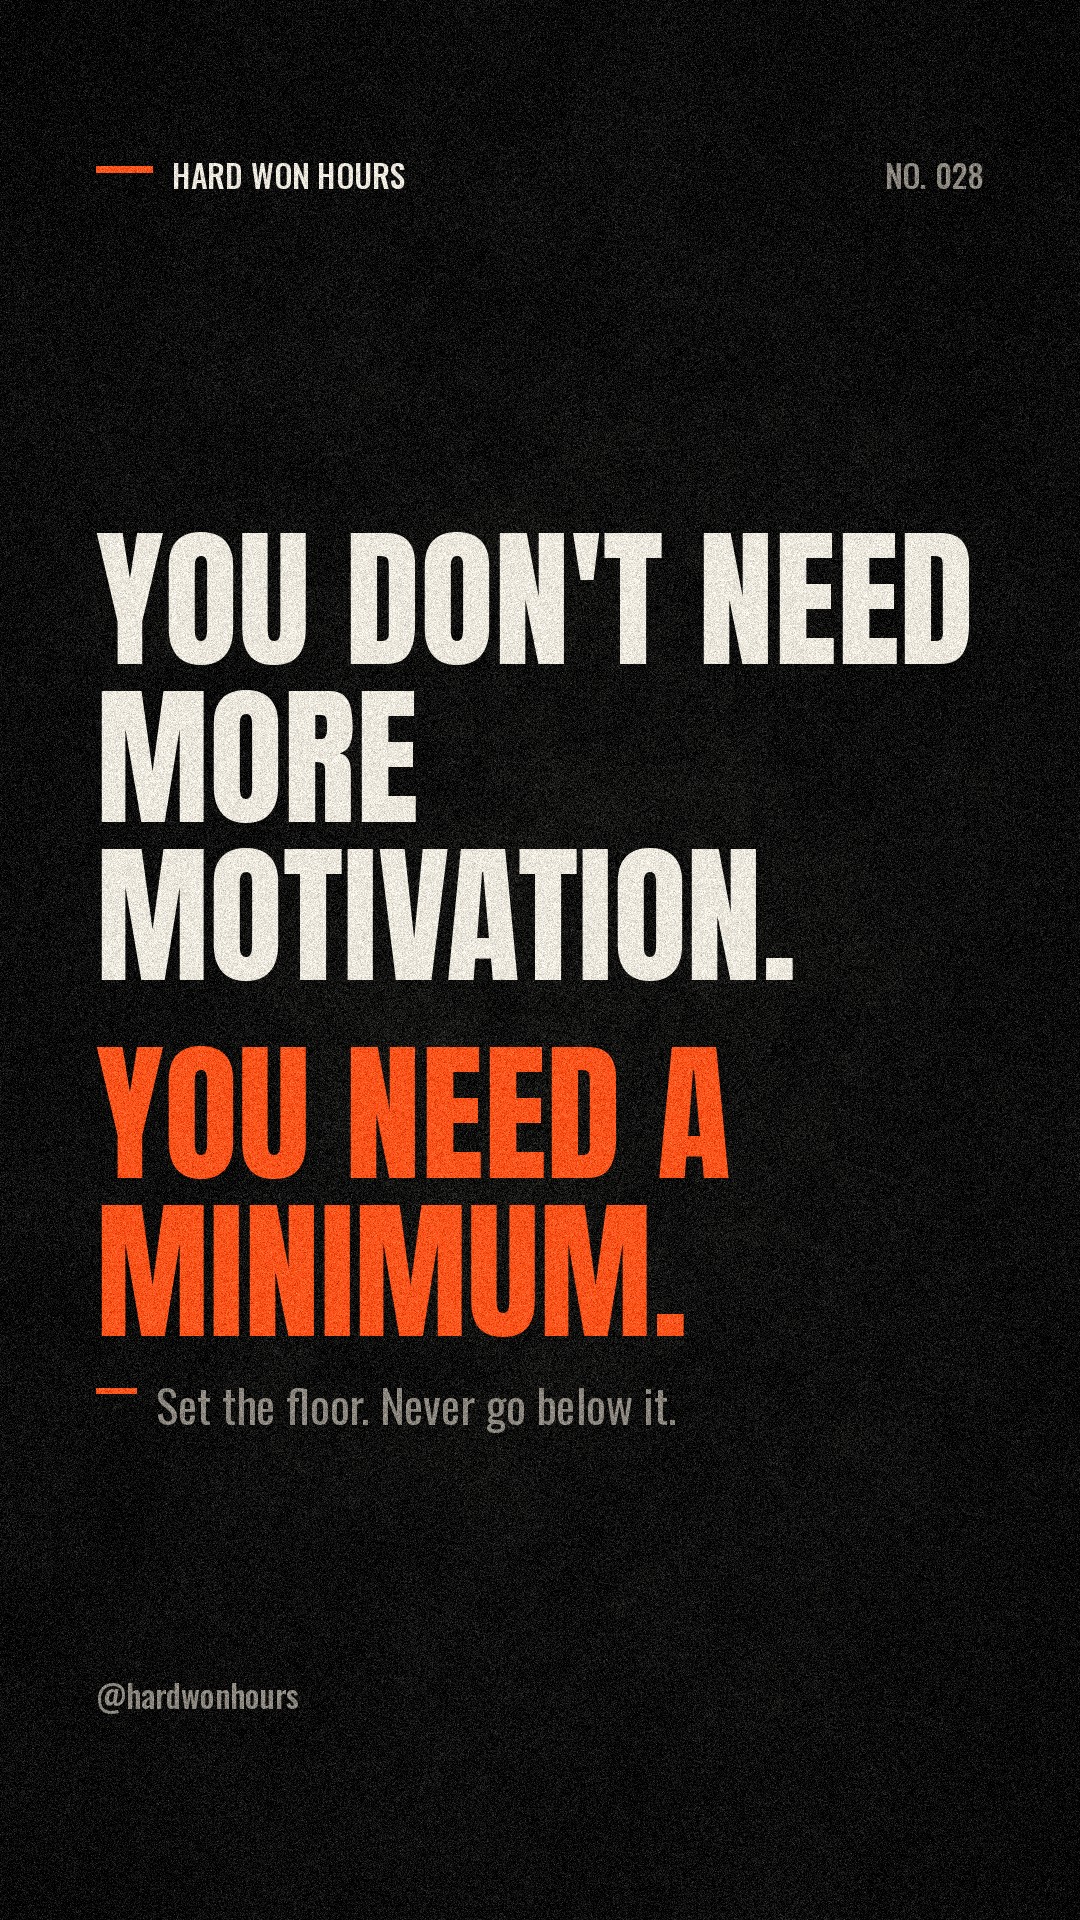 HARD WON HOURS
NO. 028
YOU DON'T NEED
MORE
MOTIVATION.
YOU NEED A
MINIMUM.
Set the floor. Never go below it.
@hardwonhours